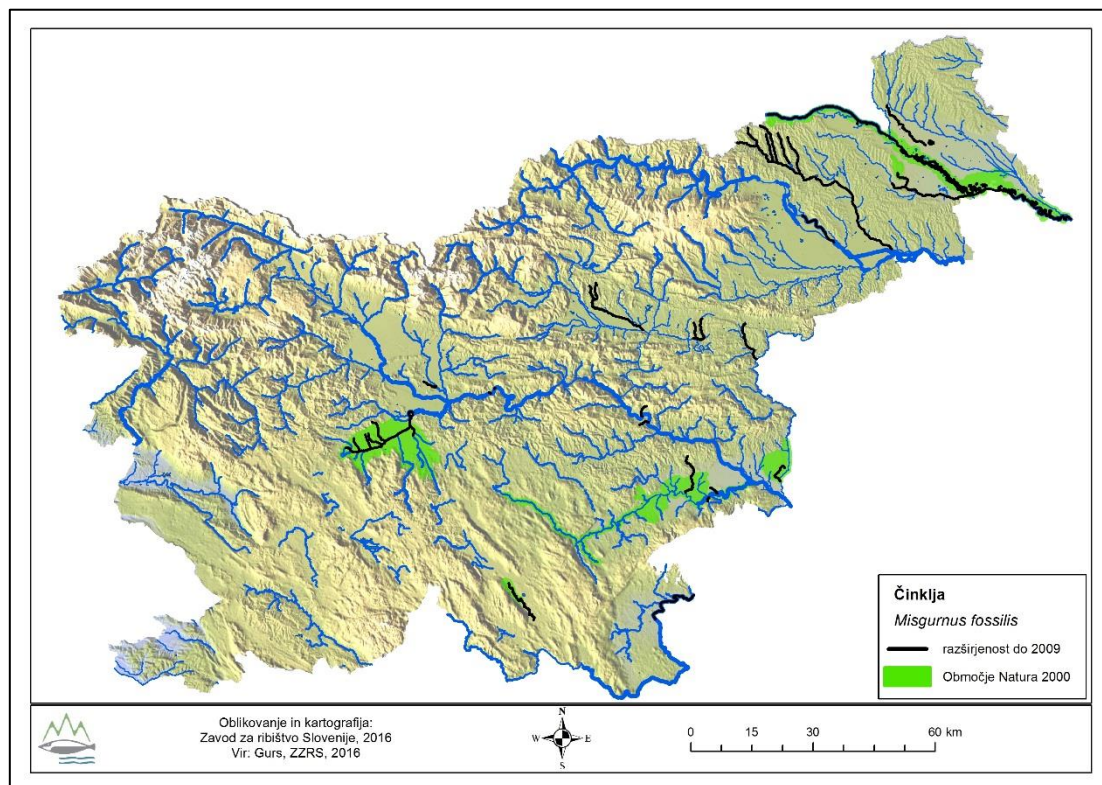 Činklja
Misgurnus fossilis
razširjenost do 2009
Območje Natura 2000
Oblikovanje in kartografija:
Zavod za ribištvo Slovenije, 2016
Vir: Gurs, ZZRS, 2016
N
W E
S
0 15 30 45 60 km